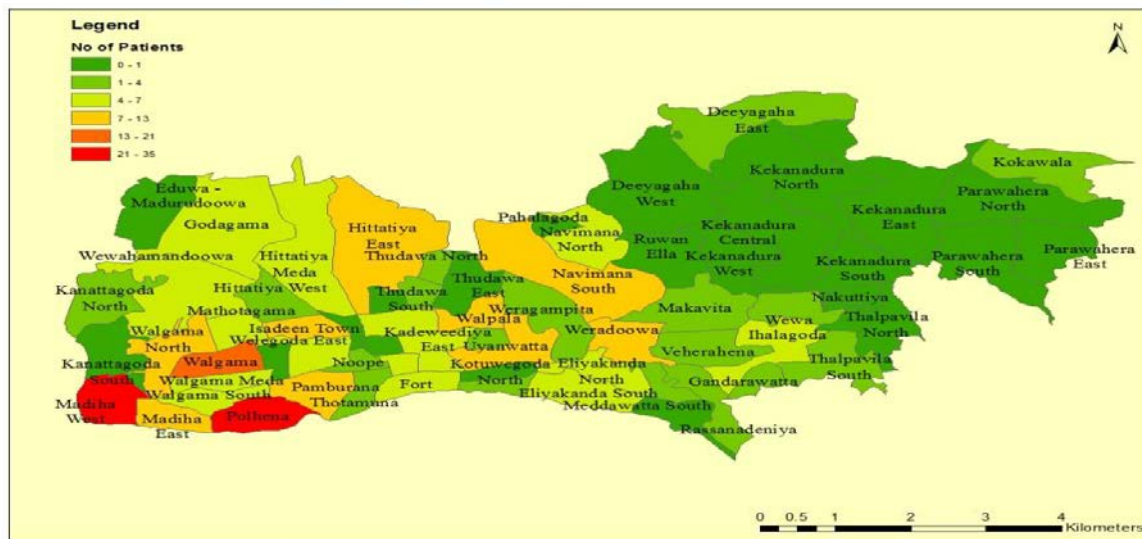 Legend
No of Patients
0 - 1
1 - 4
4 - 7
7 - 13
13 - 21
21 - 35
N
Deeyagaha
East
Kokawala
Kekanadura
North
Deeyagaha
West
Parawahera
North
Eduwa -
Madurudoowa
Godagama
Hittatiya
East
Pahalagoda
Navimana
North
Kekanadura
East
Kekanadura
Central
Ruwan
Ella
Kekanadura
West
Parawahera
East
Wewahamandoowa
Hittatiya
Meda
Hittatiya
West
Thudawa North
Kekanadura
South
Parawahera
South
Kanattagoda
North
Thudawa
South
Thudawa
East
Navimana
South
Nakuttiya
Mathotagama
Weragampita
Makavita
Thalpavila
North
Walgama
North
Isadeen Town
Welegoda East
Kadeweediya
East
Walpala
Uyanwatta
Weradoowa
Wewa
Ihalagoda
Kanattagoda
South
Walgama
Noope
Kotuwegoda
North
Eliyakanda
North
Veherahena
Thalpavila
South
Walgama Meda
Walgama South
Pamburana
Thotamuna
Fort
Eliyakanda South
Gandarawatta
Madiha
West
Madiha
East
Polhena
Meddawatta South
Rassanadeniya
0 0.5 1 2 3 4
Kilometers